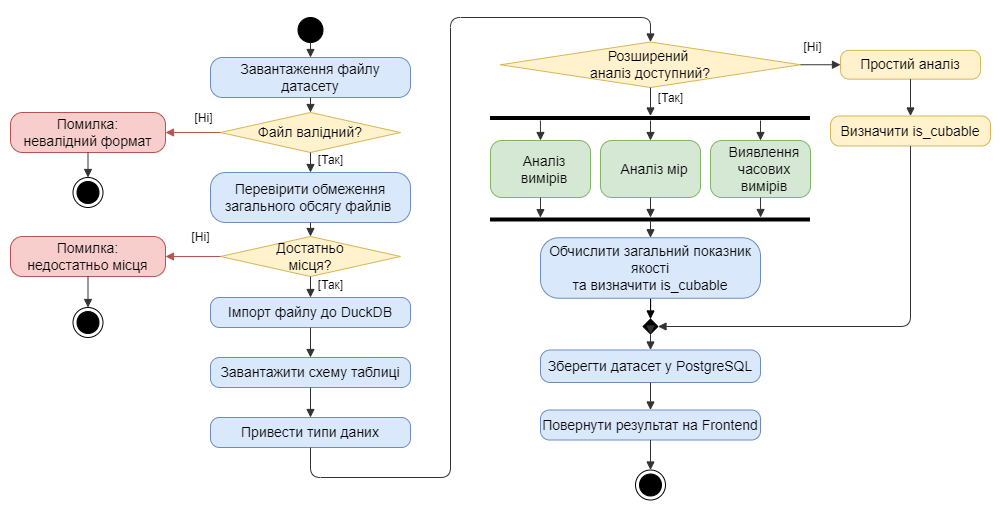 Завантаження файлу
датасету
Файл валідний?
[Ні]
Помилка:
невалідний формат
[Так]
Перевірити обмеження
загального обсягу файлів
Достатньо
місця?
[Ні]
Помилка:
недостатньо місця
[Так]
Імпорт файлу до DuckDB
Завантажити схему таблиці
Привести типи даних
Розширений
аналіз доступний?
[Ні]
Простий аналіз
Визначити is_cubable
[Так]
Аналіз
вимірів
Аналіз мір
Виявлення
часових
вимірів
Обчислити загальний показник
якості
та визначити is_cubable
Зберегти датасет у PostgreSQL
Повернути результат на Frontend